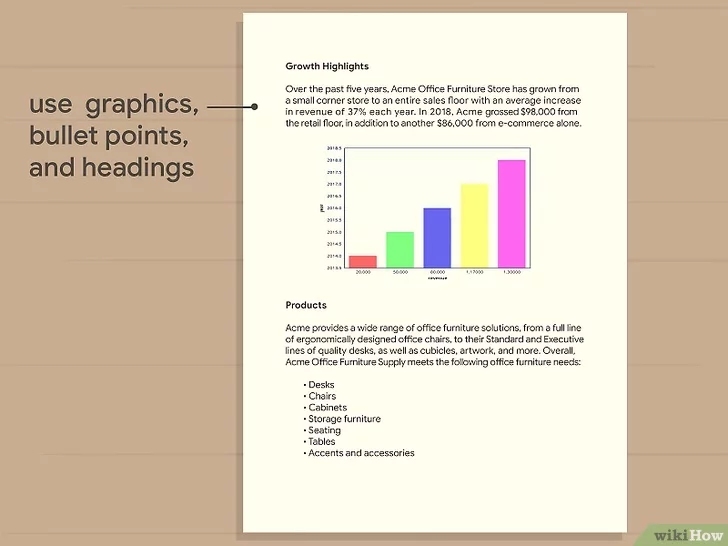 use graphics,
bullet points,
and headings
Growth Highlights
Over the past five years, Acme Office Furniture Store has grown from
a small corner store to an entire sales floor with an average increase
in revenue of 37% each year. In 2018, Acme grossed $98,000 from
the retail floor, in addition to another $86,000 from e-commerce alone.
2018.5
2018.0
2017.5
2017.0
2016.5
2016.0
2015.5
2015.0
2014.5
2014.0
2013.5
20,000 50,000 80,000 1,17000 1,30000
Products
Acme provides a wide range of office furniture solutions, from a full line
of ergonomically designed office chairs, to their Standard and Executive
lines of quality desks, as well as cubicles, artwork, and more. Overall,
Acme Office Furniture Supply meets the following office furniture needs:
• Desks
• Chairs
• Cabinets
• Storage furniture
• Seating
• Tables
• Accents and accessories
wikiHow